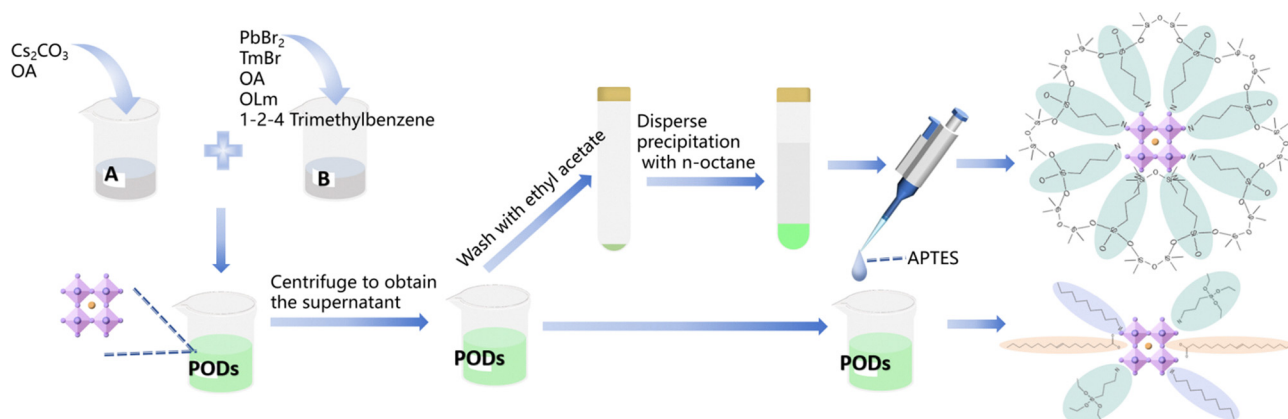 Cs2CO3
OA
PbBr2
TmBr
OA
OLm
1-2-4 Trimethylbenzene
A
B
Wash with ethyl acetate
Disperse
precipitation
with n-octane
APTES
Centrifuge to obtain
the supernatant
PODs
PODs
PODs